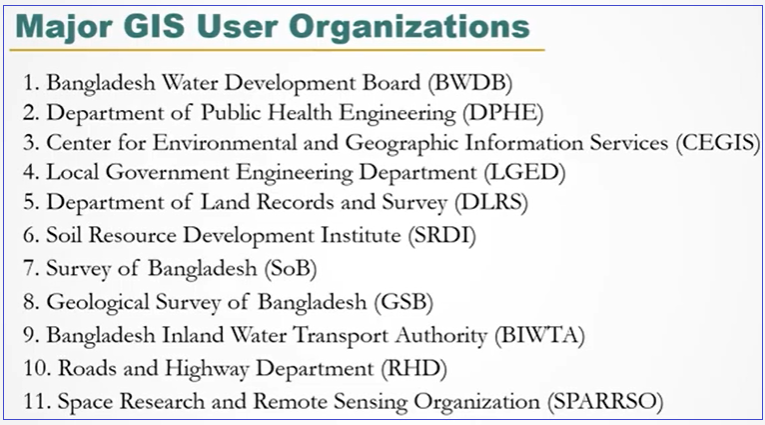 Major GIS User Organizations
1. Bangladesh Water Development Board (BWDB)
2. Department of Public Health Engineering (DPHE)
3. Center for Environmental and Geographic Information Services (CEGIS)
4. Local Government Engineering Department (LGED)
5. Department of Land Records and Survey (DLRS)
6. Soil Resource Development Institute (SRDI)
7. Survey of Bangladesh (SoB)
8. Geological Survey of Bangladesh (GSB)
9. Bangladesh Inland Water Transport Authority (BIWTA)
10. Roads and Highway Department (RHD)
11. Space Research and Remote Sensing Organization (SPARRSO)